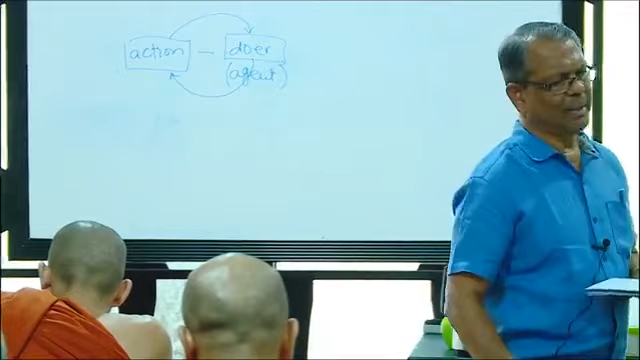 action – doer
(agent)